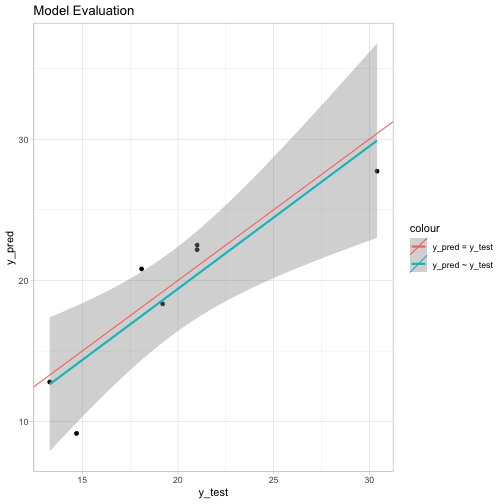 Model Evaluation
30
20
10
y_pred
15
20
25
30
y_test
colour
y_pred = y_test
y_pred ~ y_test